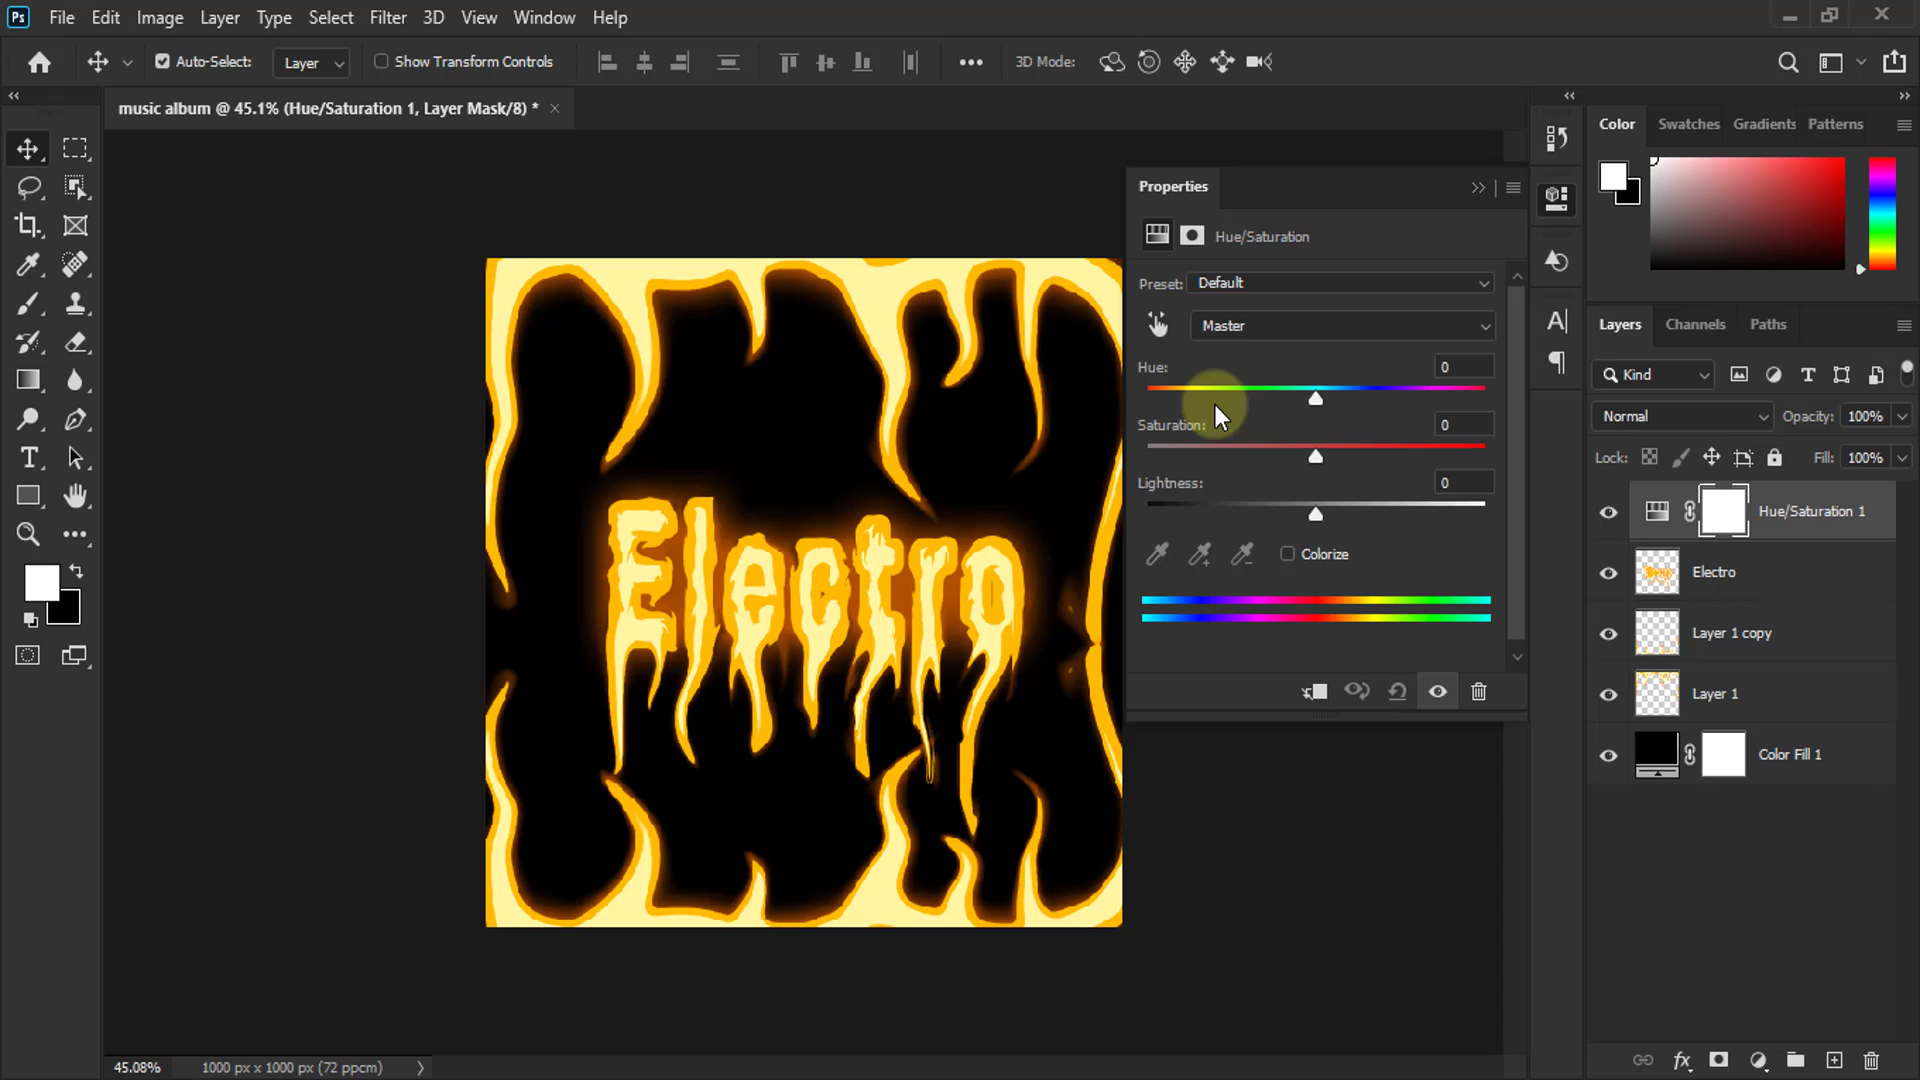 Ps File Edit Image Layer Type Select Filter 3D View Window Help
Auto-Select: Layer Show Transform Controls 3D Mode:
music album @ 45.1% (Hue/Saturation 1, Layer Mask/8) *
Electro
Properties
Hue/Saturation
Preset: Default
Master
Hue: 0
Saturation: 0
Lightness: 0
Colorize
Color Swatches Gradients Patterns
Layers Channels Paths
Kind
Normal Opacity: 100%
Lock: Fill: 100%
Hue/Saturation 1
Electro
Layer 1 copy
Layer 1
Color Fill 1
45.08% 1000 px x 1000 px (72 ppcm)